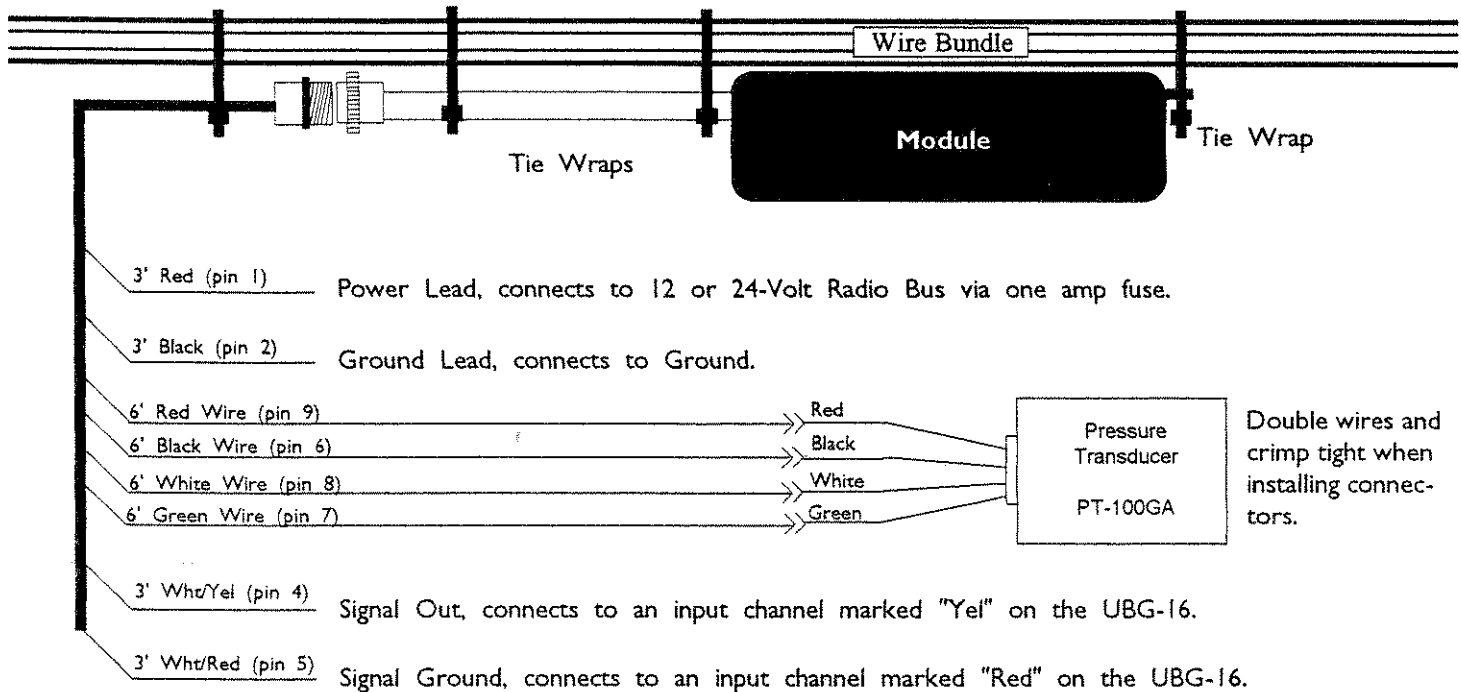 Wire Bundle
Module
Tie Wraps
Tie Wrap
3' Red (pin 1)
Power Lead, connects to 12 or 24-Volt Radio Bus via one amp fuse.
3' Black (pin 2)
Ground Lead, connects to Ground.
6' Red Wire (pin 9)
Red
6' Black Wire (pin 6)
Black
6' White Wire (pin 8)
White
6' Green Wire (pin 7)
Green
Pressure
Transducer
PT-100GA
Double wires and
crimp tight when
installing connec-
tors.
3' Wht/Yel (pin 4)
Signal Out, connects to an input channel marked "Yel" on the UBG-16.
3' Wht/Red (pin 5)
Signal Ground, connects to an input channel marked "Red" on the UBG-16.